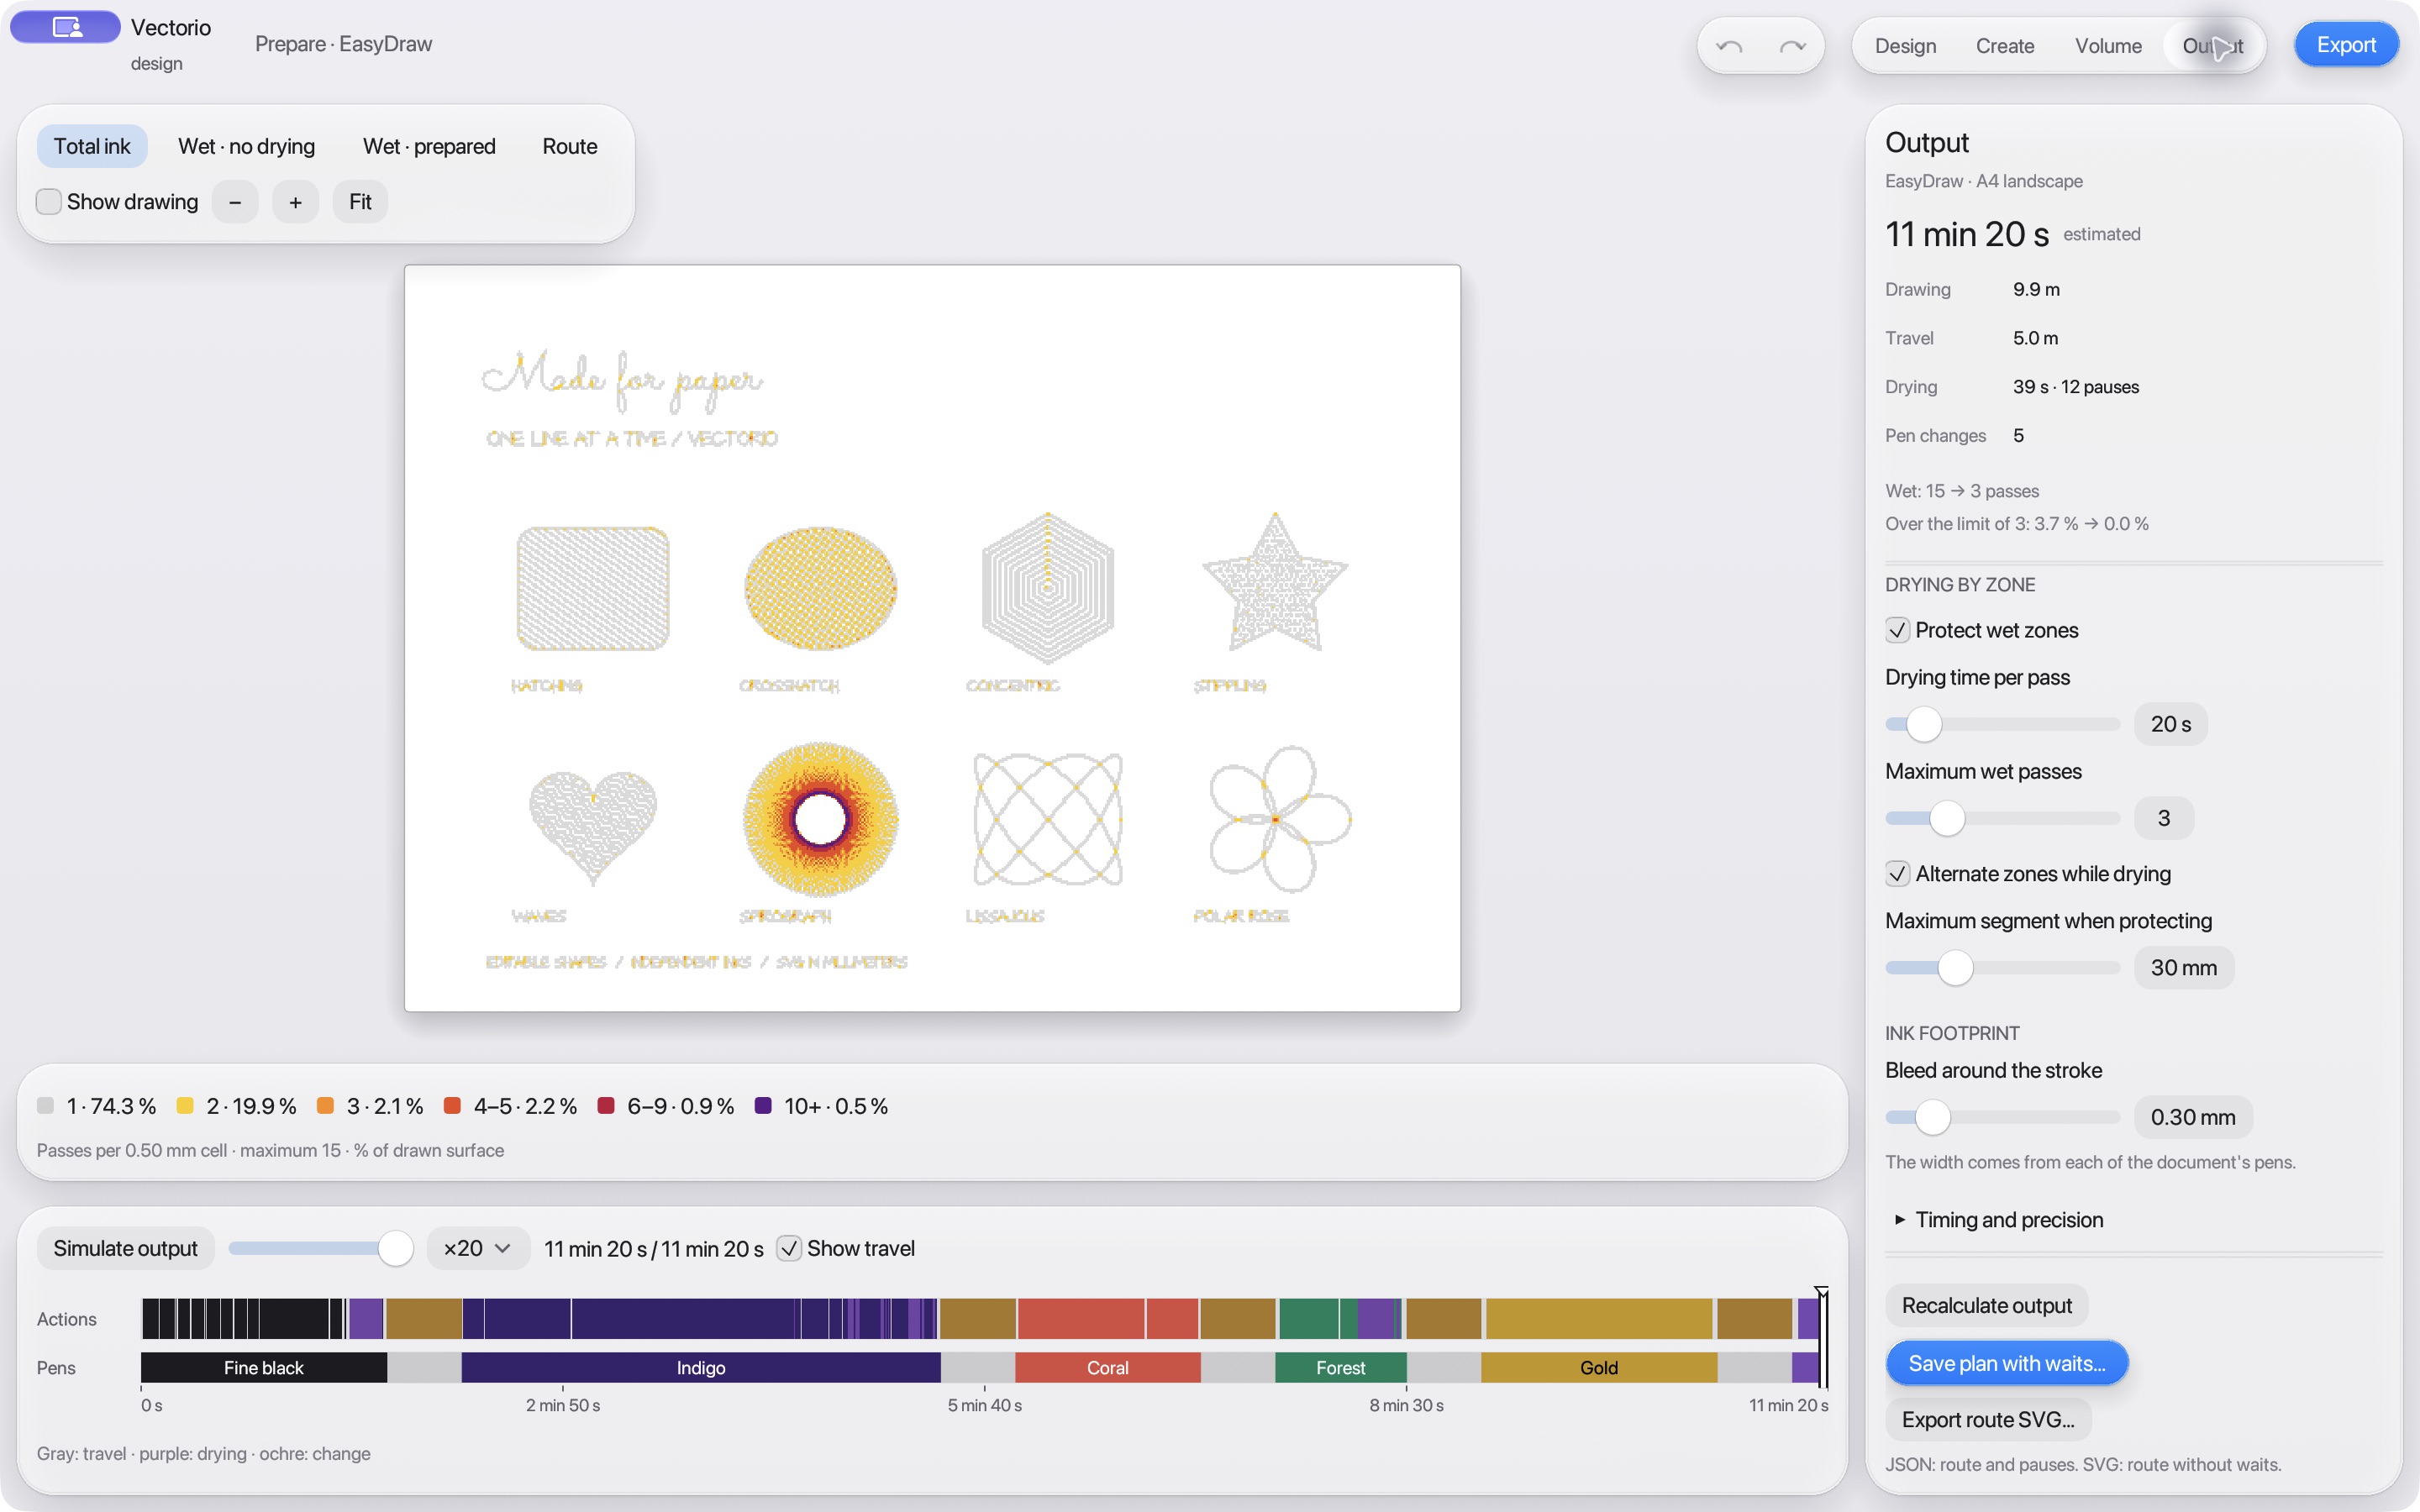 Vectorio
design
Prepare · EasyDraw
Design Create Volume Output Export
Total ink Wet · no drying Wet · prepared Route
Show drawing − + Fit
Made for paper
ONE LINE AT A TIME / VECTORIO
HATCHING CROSSHATCH CONCENTRIC STIPPLING
WAVES SPIROGRAPH LISSAJOUS POLAR ROSE
EDITABLE SHAPES / INDEPENDENT INKS / SVG IN MILLIMETERS
1 · 74.3 % 2 · 19.9 % 3 · 2.1 % 4–5 · 2.2 % 6–9 · 0.9 % 10+ · 0.5 %
Passes per 0.50 mm cell · maximum 15 · % of drawn surface
Simulate output ×20 11 min 20 s / 11 min 20 s Show travel
Actions
Pens Fine black Indigo Coral Forest Gold
0 s 2 min 50 s 5 min 40 s 8 min 30 s 11 min 20 s
Gray: travel · purple: drying · ochre: change
Output
EasyDraw · A4 landscape
11 min 20 s estimated
Drawing 9.9 m
Travel 5.0 m
Drying 39 s · 12 pauses
Pen changes 5
Wet: 15 → 3 passes
Over the limit of 3: 3.7 % → 0.0 %
DRYING BY ZONE
Protect wet zones
Drying time per pass
20 s
Maximum wet passes
3
Alternate zones while drying
Maximum segment when protecting
30 mm
INK FOOTPRINT
Bleed around the stroke
0.30 mm
The width comes from each of the document's pens.
Timing and precision
Recalculate output
Save plan with waits...
Export route SVG...
JSON: route and pauses. SVG: route without waits.